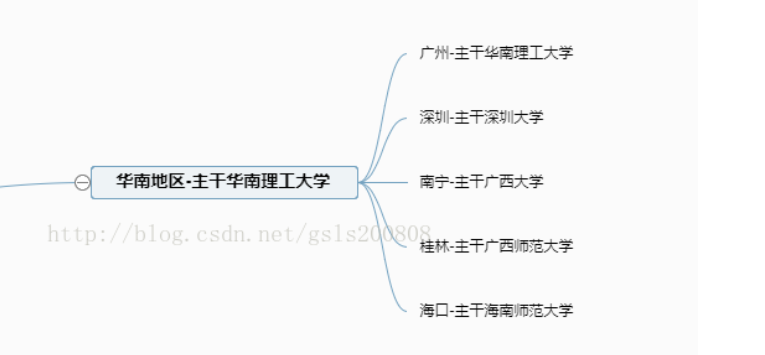 广州-主干华南理工大学
深圳-主干深圳大学
华南地区-主干华南理工大学
南宁-主干广西大学
http://blog.csdn.net/gsls200808
桂林-主干广西师范大学
海口-主干海南师范大学